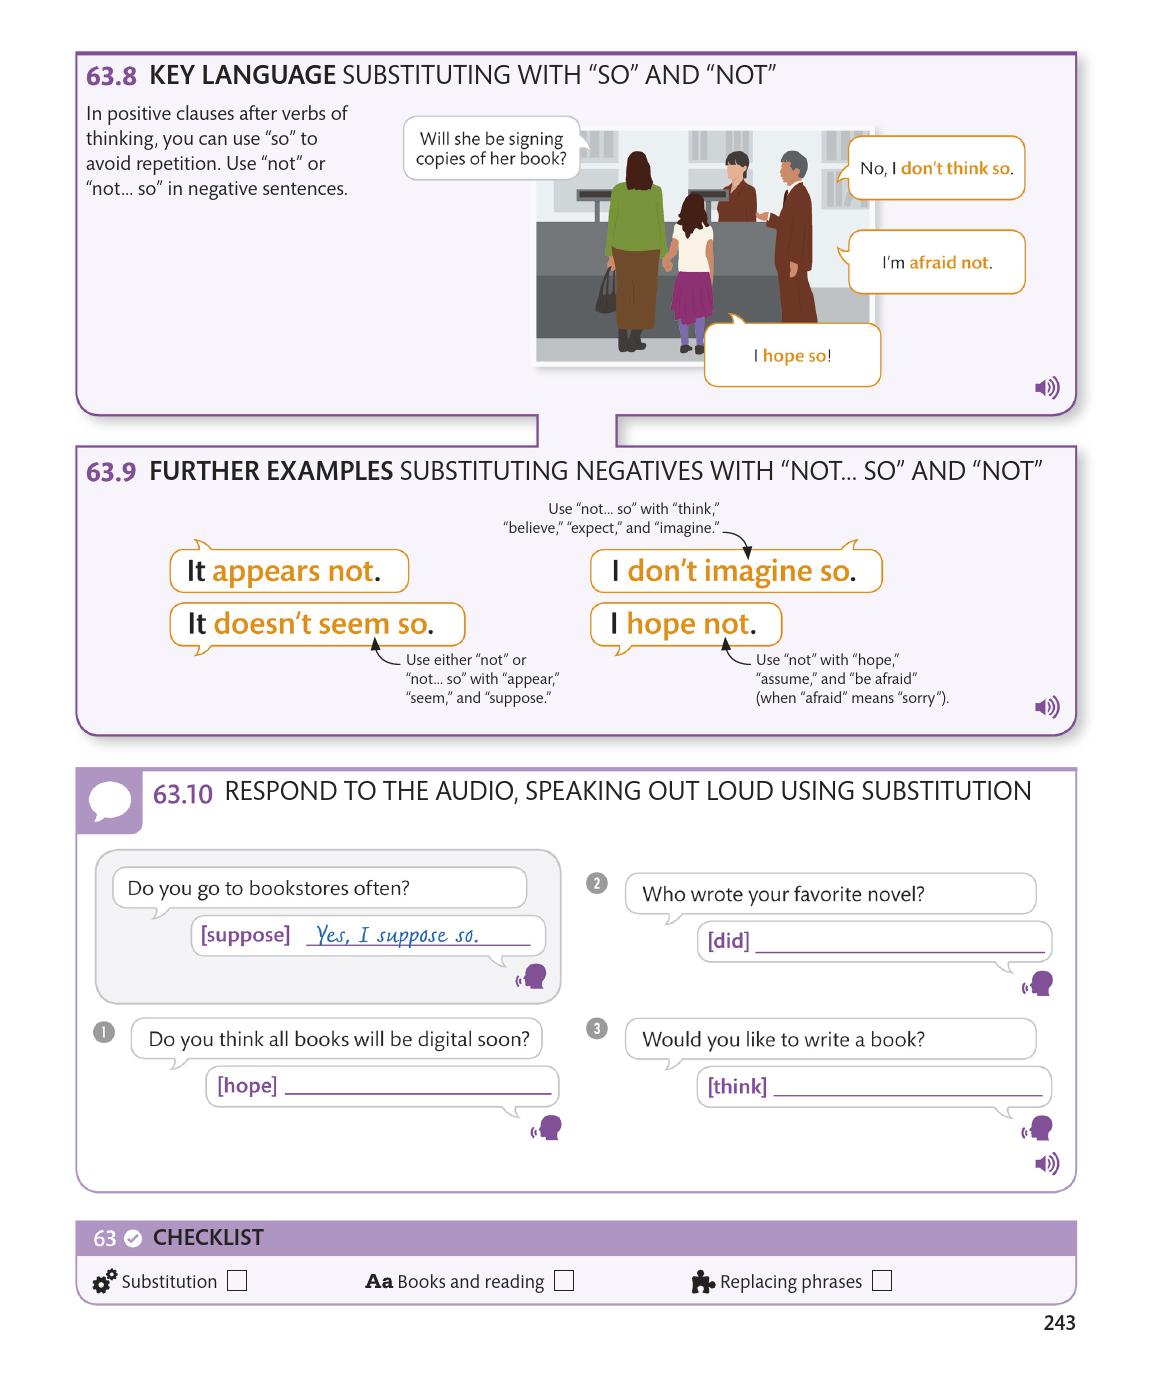 63.8 KEY LANGUAGE SUBSTITUTING WITH “SO” AND “NOT”
In positive clauses after verbs of
thinking, you can use “so” to
avoid repetition. Use “not” or
“not... so” in negative sentences.
Will she be signing
copies of her book?
No, I don’t think so.
I’m afraid not.
I hope so!
63.9 FURTHER EXAMPLES SUBSTITUTING NEGATIVES WITH “NOT... SO” AND “NOT”
Use “not... so” with “think,”
“believe,” “expect,” and “imagine.”
It appears not.
I don’t imagine so.
It doesn’t seem so.
I hope not.
Use either “not” or
“not... so” with “appear,”
“seem,” and “suppose.”
Use “not” with “hope,”
“assume,” and “be afraid”
(when “afraid” means “sorry”).
63.10 RESPOND TO THE AUDIO, SPEAKING OUT LOUD USING SUBSTITUTION
Do you go to bookstores often?
[suppose] Yes, I suppose so.
1 Do you think all books will be digital soon?
[hope]
2 Who wrote your favorite novel?
[did]
3 Would you like to write a book?
[think]
63 CHECKLIST
Substitution
Aa Books and reading
Replacing phrases
243